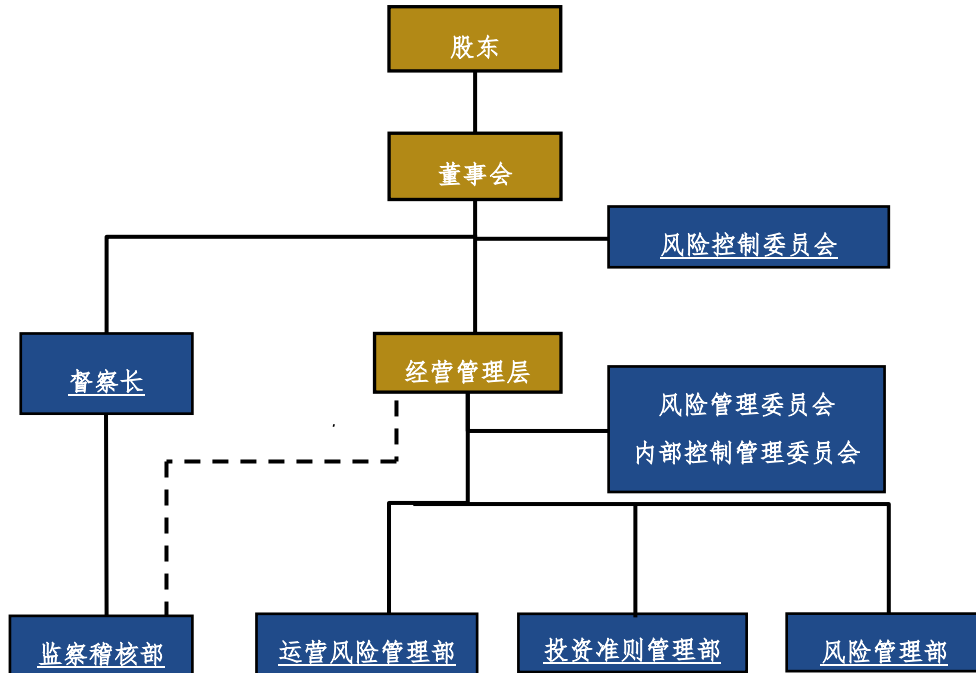 股东
董事会
风险控制委员会
督察长
经营管理层
风险管理委员会
内部控制管理委员会
监察稽核部
运营风险管理部
投资准则管理部
风险管理部